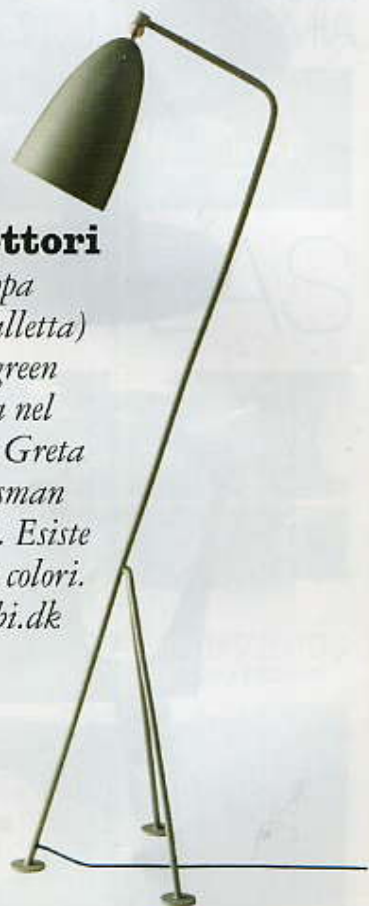 ttori
pa
lletta)
green
nel
Greta
sman
. Esiste
colori.
bi.dk